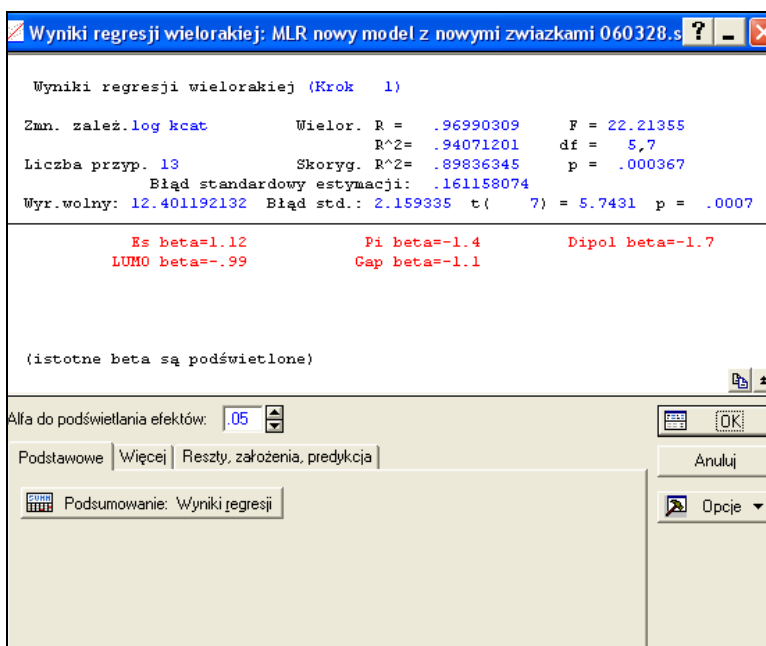 Wyniki regresji wielorakiej: MLR nowy model z nowymi zwiazkami 060328.s
Wyniki regresji wielorakiej (Krok 1)
Zmn. zależ.log kcat Wielor. R = .96990309 F = 22.21355
R^2= .94071201 df = 5,7
Liczba przyp. 13 Skoryg. R^2= .89836345 p = .000367
Błąd standardowy estymacji: .161158074
Wyr.wolny: 12.401192132 Błąd std.: 2.159335 t( 7) = 5.7431 p = .0007
Es beta=1.12 Pi beta=-1.4 Dipol beta=-1.7
LUMO beta=-.99 Gap beta=-1.1
(istotne beta są podświetlone)
Alfa do podświetlania efektów: .05
OK
Podstawowe Więcej Reszty, założenia, predykcja
Anuluj
SUMM Podsumowanie: Wyniki regresji
Opcje